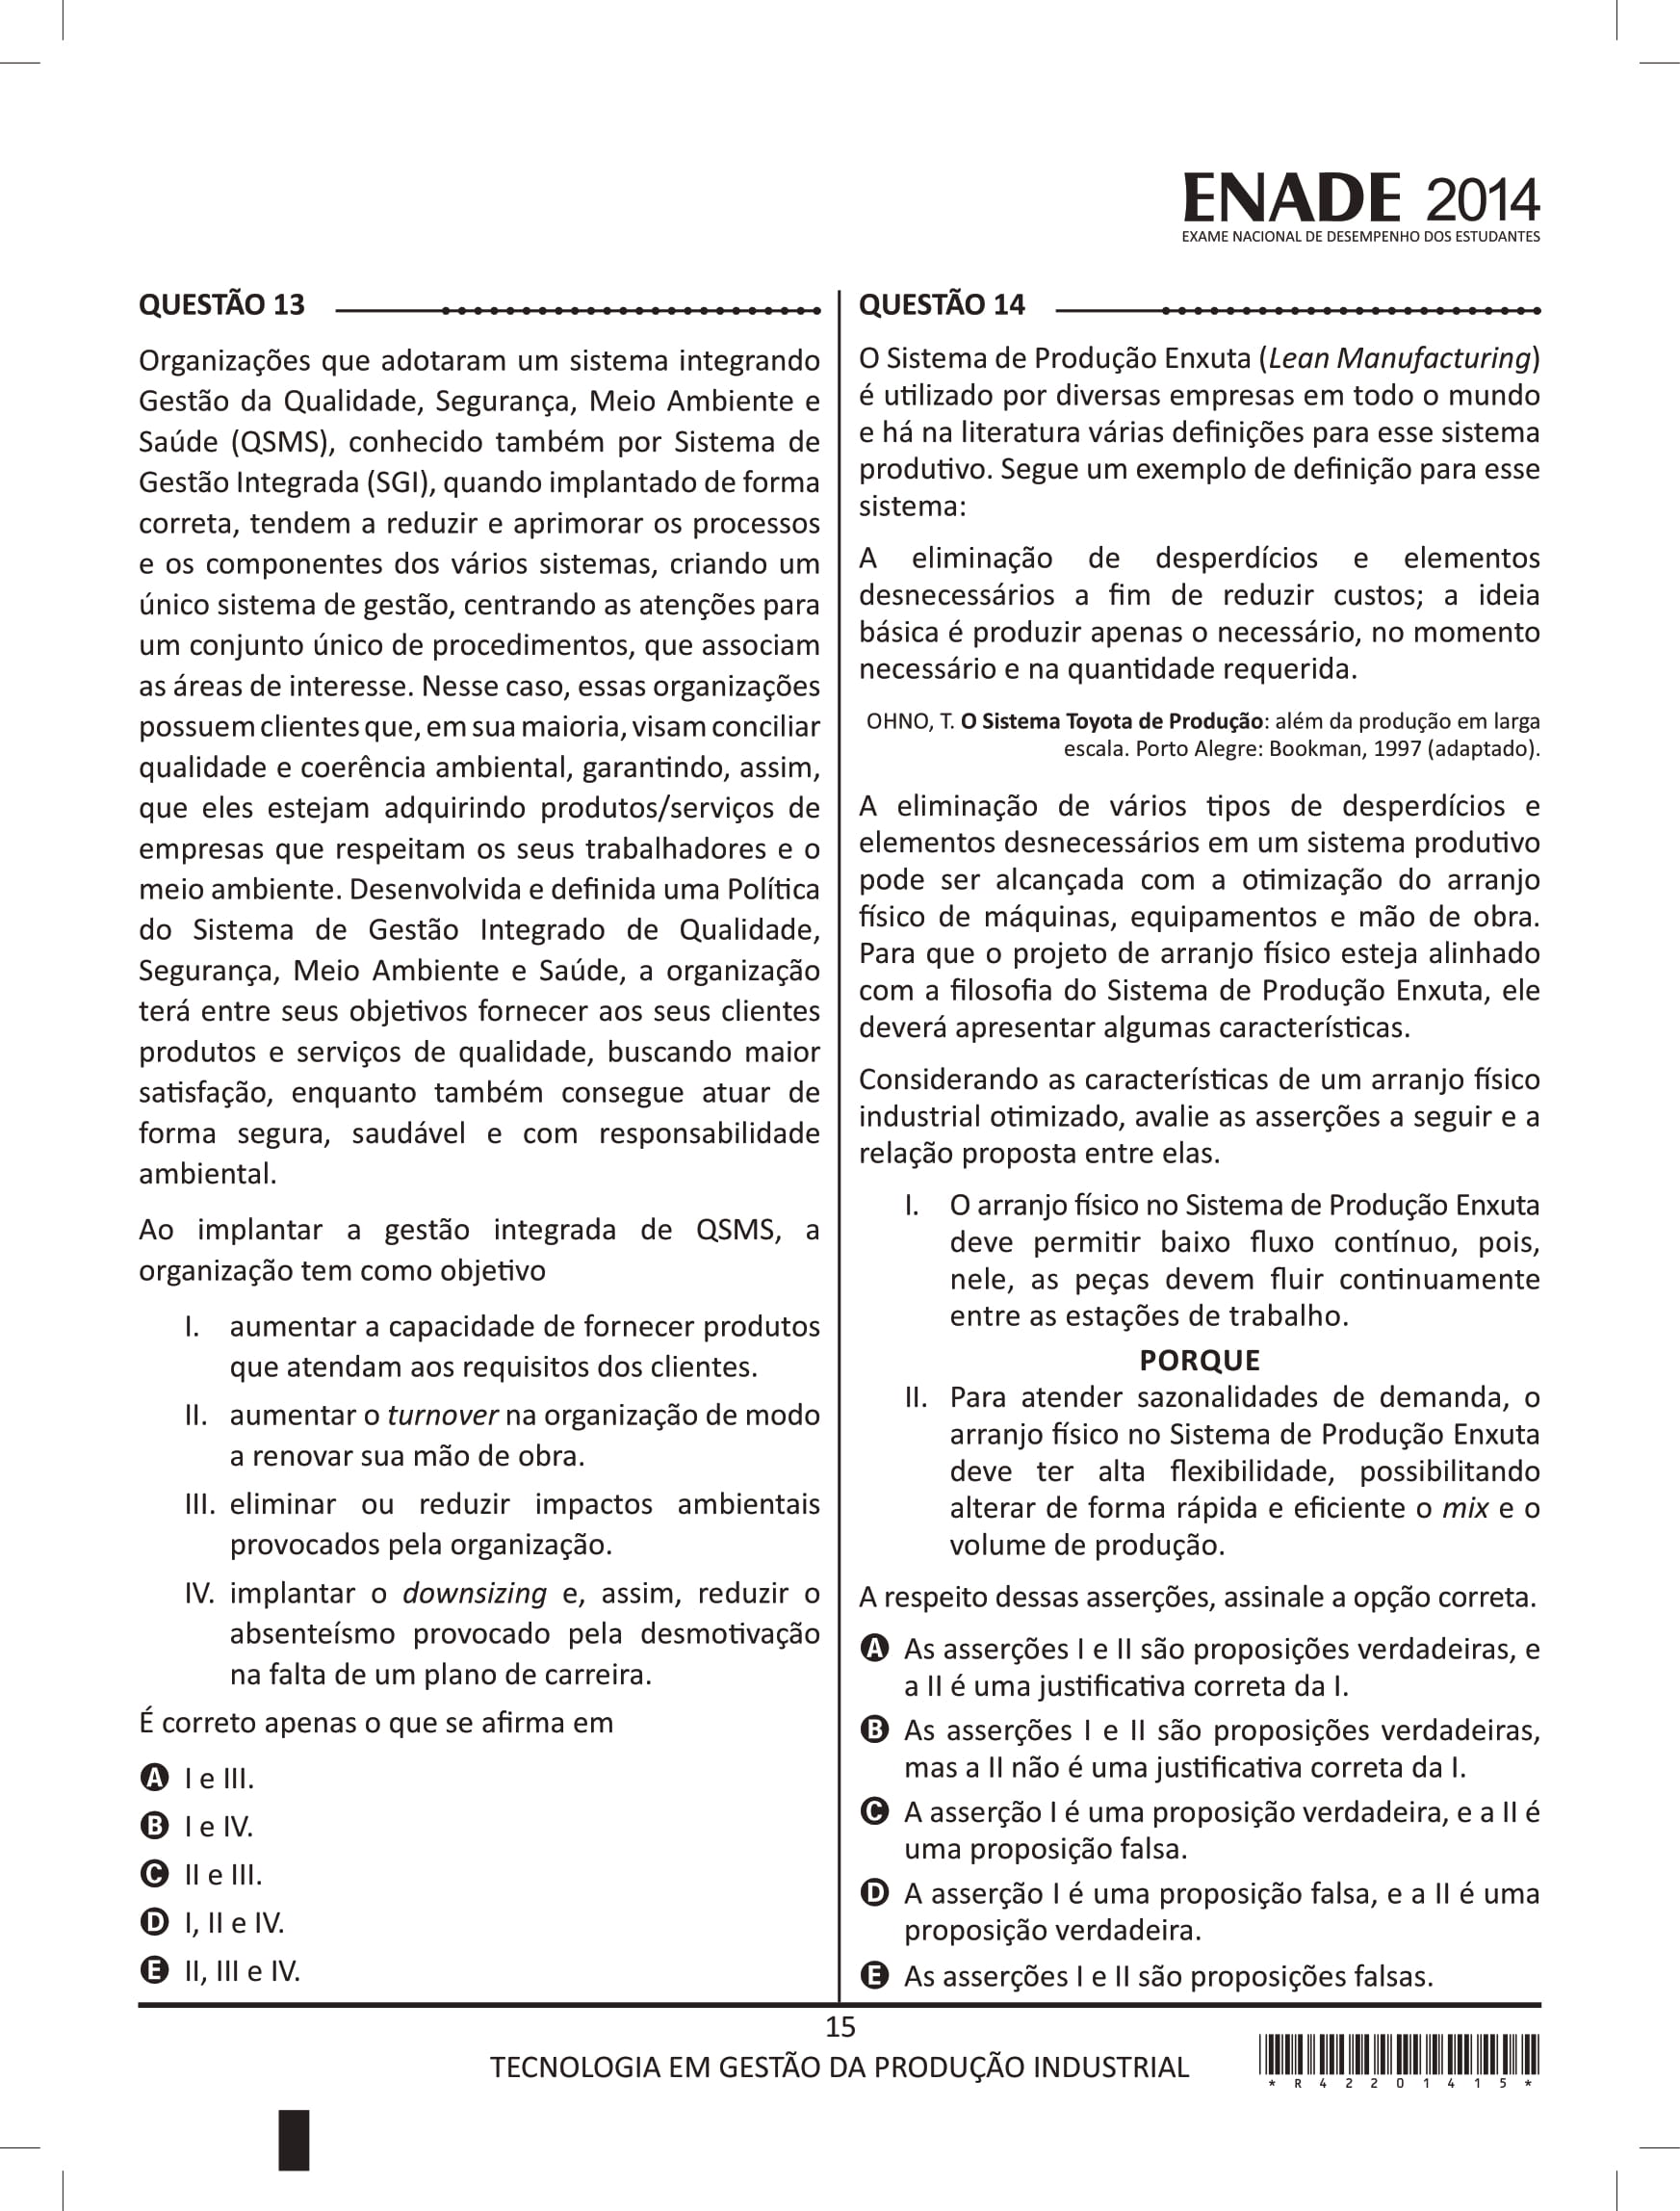 ENADE 2014
EXAME NACIONAL DE DESEMPENHO DOS ESTUDANTES
QUESTÃO 13
Organizações que adotaram um sistema integrando
Gestão da Qualidade, Segurança, Meio Ambiente e
Saúde (QSMS), conhecido também por Sistema de
Gestão Integrada (SGI), quando implantado de forma
correta, tendem a reduzir e aprimorar os processos
e os componentes dos vários sistemas, criando um
único sistema de gestão, centrando as atenções para
um conjunto único de procedimentos, que associam
as áreas de interesse. Nesse caso, essas organizações
possuem clientes que, em sua maioria, visam conciliar
qualidade e coerência ambiental, garantindo, assim,
que eles estejam adquirindo produtos/serviços de
empresas que respeitam os seus trabalhadores e o
meio ambiente. Desenvolvida e definida uma Política
do Sistema de Gestão Integrado de Qualidade,
Segurança, Meio Ambiente e Saúde, a organização
terá entre seus objetivos fornecer aos seus clientes
produtos e serviços de qualidade, buscando maior
satisfação, enquanto também consegue atuar de
forma segura, saudável e com responsabilidade
ambiental.
Ao implantar a gestão integrada de QSMS, a
organização tem como objetivo
I. aumentar a capacidade de fornecer produtos
que atendam aos requisitos dos clientes.
II. aumentar o turnover na organização de modo
a renovar sua mão de obra.
III. eliminar ou reduzir impactos ambientais
provocados pela organização.
IV. implantar o downsizing e, assim, reduzir o
absenteísmo provocado pela desmotivação
na falta de um plano de carreira.
É correto apenas o que se afirma em
A I e III.
B I e IV.
C II e III.
D I, II e IV.
E II, III e IV.
QUESTÃO 14
O Sistema de Produção Enxuta (Lean Manufacturing)
é utilizado por diversas empresas em todo o mundo
e há na literatura várias definições para esse sistema
produtivo. Segue um exemplo de definição para esse
sistema:
A eliminação de desperdícios e elementos
desnecessários a fim de reduzir custos; a ideia
básica é produzir apenas o necessário, no momento
necessário e na quantidade requerida.
OHNO, T. O Sistema Toyota de Produção: além da produção em larga
escala. Porto Alegre: Bookman, 1997 (adaptado).
A eliminação de vários tipos de desperdícios e
elementos desnecessários em um sistema produtivo
pode ser alcançada com a otimização do arranjo
físico de máquinas, equipamentos e mão de obra.
Para que o projeto de arranjo físico esteja alinhado
com a filosofia do Sistema de Produção Enxuta, ele
deverá apresentar algumas características.
Considerando as características de um arranjo físico
industrial otimizado, avalie as asserções a seguir e a
relação proposta entre elas.
I. O arranjo físico no Sistema de Produção Enxuta
deve permitir baixo fluxo contínuo, pois,
nele, as peças devem fluir continuamente
entre as estações de trabalho.
PORQUE
II. Para atender sazonalidades de demanda, o
arranjo físico no Sistema de Produção Enxuta
deve ter alta flexibilidade, possibilitando
alterar de forma rápida e eficiente o mix e o
volume de produção.
A respeito dessas asserções, assinale a opção correta.
A As asserções I e II são proposições verdadeiras, e
a II é uma justificativa correta da I.
B As asserções I e II são proposições verdadeiras,
mas a II não é uma justificativa correta da I.
C A asserção I é uma proposição verdadeira, e a II é
uma proposição falsa.
D A asserção I é uma proposição falsa, e a II é uma
proposição verdadeira.
E As asserções I e II são proposições falsas.
15
TECNOLOGIA EM GESTÃO DA PRODUÇÃO INDUSTRIAL
* R 4 2 2 0 1 4 1 5 *